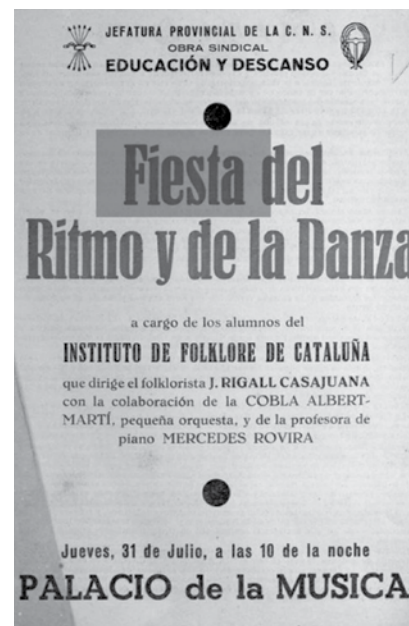 JEFATURA PROVINCIAL DE LA C. N. S.
OBRA SINDICAL
EDUCACIÓN Y DESCANSO
Fiesta del
Ritmo y de la Danza
a cargo de los alumnos del
INSTITUTO DE FOLKLORE DE CATALUÑA
que dirige el folklorista J. RIGALL CASAJUANA
con la colaboración de la COBLA ALBERT-
MARTÍ, pequeña orquesta, y de la profesora de
piano MERCEDES ROVIRA
Jueves, 31 de Julio, a las 10 de la noche
PALACIO de la MUSICA